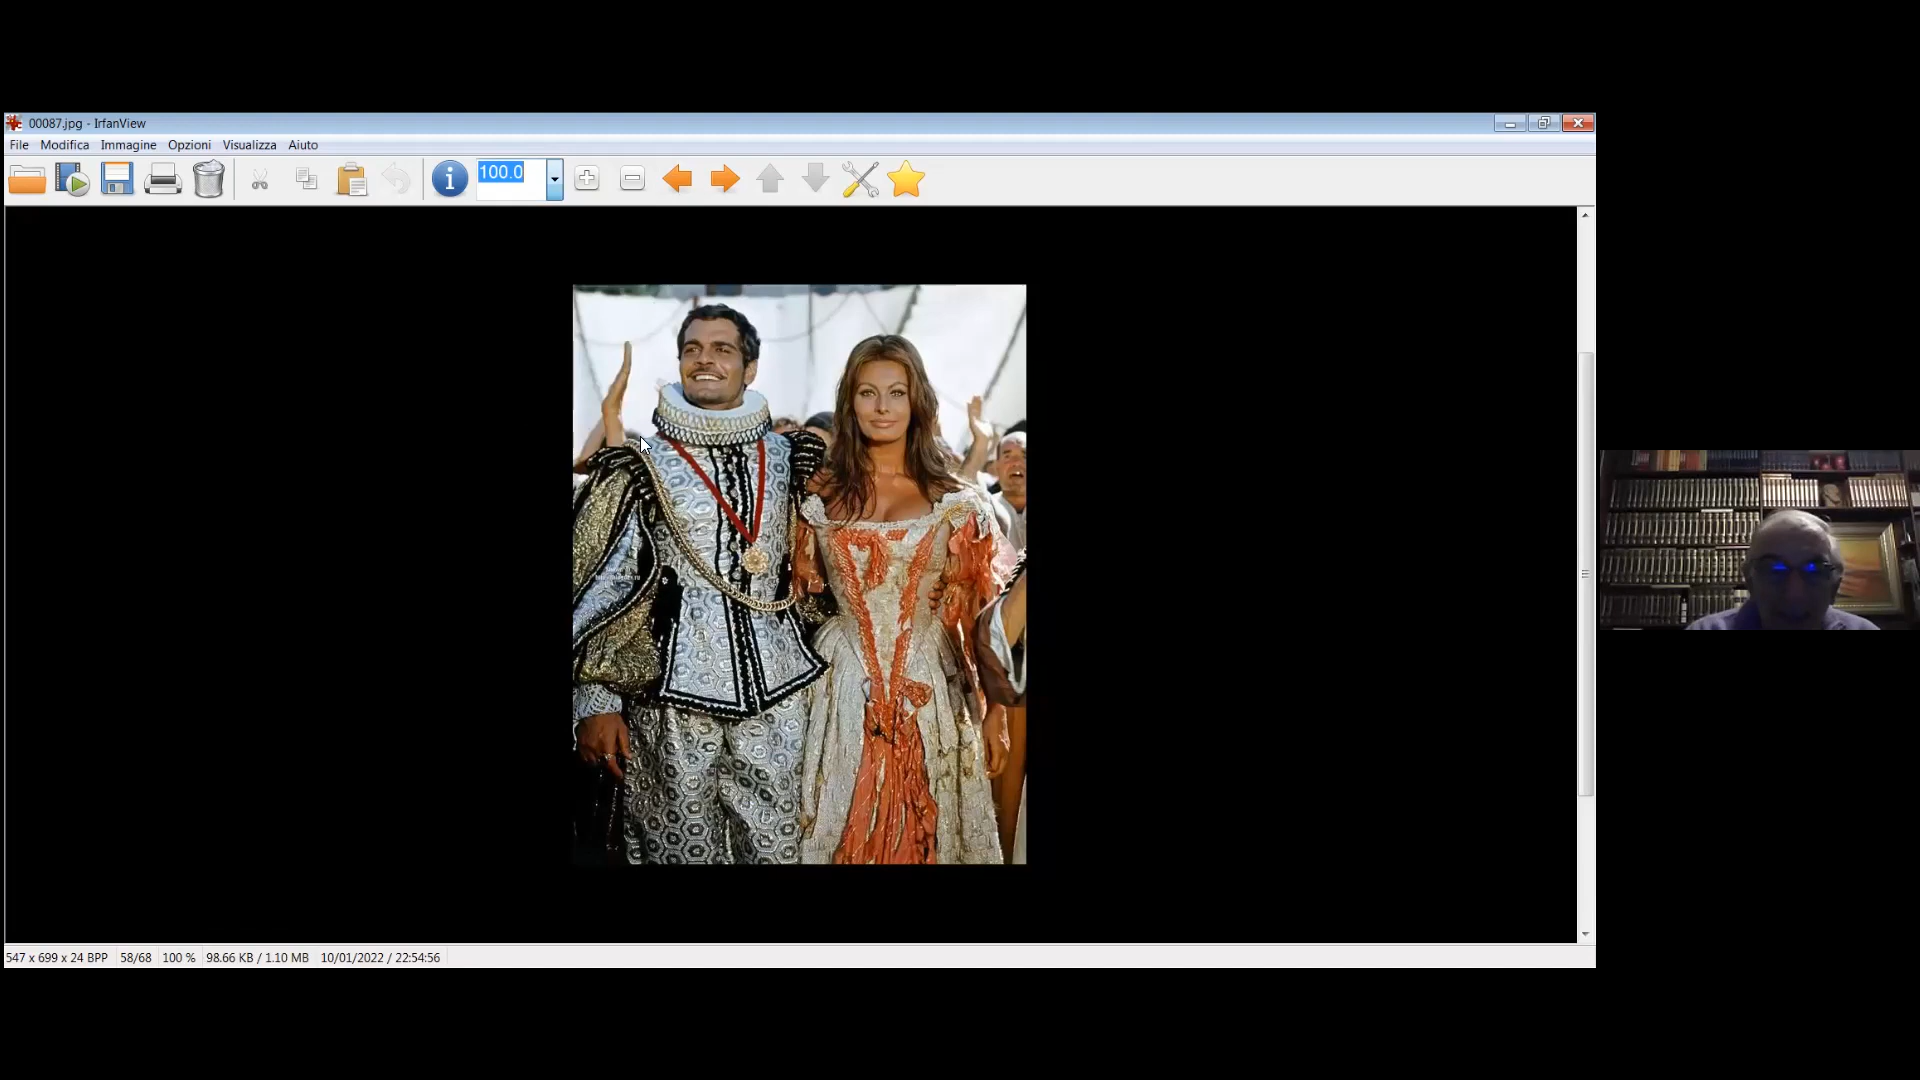 00087.jpg - IrfanView
File Modifica Immagine Opzioni Visualizza Aiuto
100.0
547 x 699 x 24 BPP 58/68 100 % 98.66 KB / 1.10 MB 10/01/2022 / 22:54:56